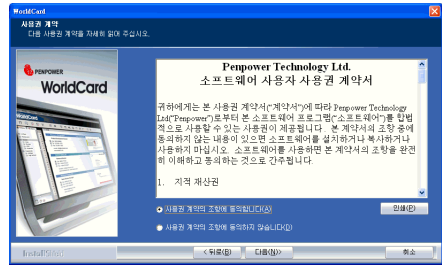 WorldCard
사용권 계약
다음 사용권 계약을 자세히 읽어 주십시오.
PENPOWER
WorldCard
Penpower Technology Ltd.
소프트웨어 사용자 사용권 계약서
귀하에게는 본 사용권 계약서("계약서")에 따라 Penpower Technology
Ltd("Penpower")로부터 본 소프트웨어 프로그램("소프트웨어")를 합법
적으로 사용할 수 있는 사용권이 제공됩니다. 본 계약서의 조항 중에
동의하지 않는 내용이 있으면 소프트웨어를 설치하거나 복사하거나
사용하지 마십시오. 소프트웨어를 사용하면 본 계약서의 조항을 완전
히 이해하고 동의하는 것으로 간주됩니다.
1. 지적 재산권
사용권 계약의 조항에 동의합니다(A)
인쇄(P)
사용권 계약의 조항에 동의하지 않습니다(D)
InstallShield
< 뒤로(B)
다음(N)>
취소